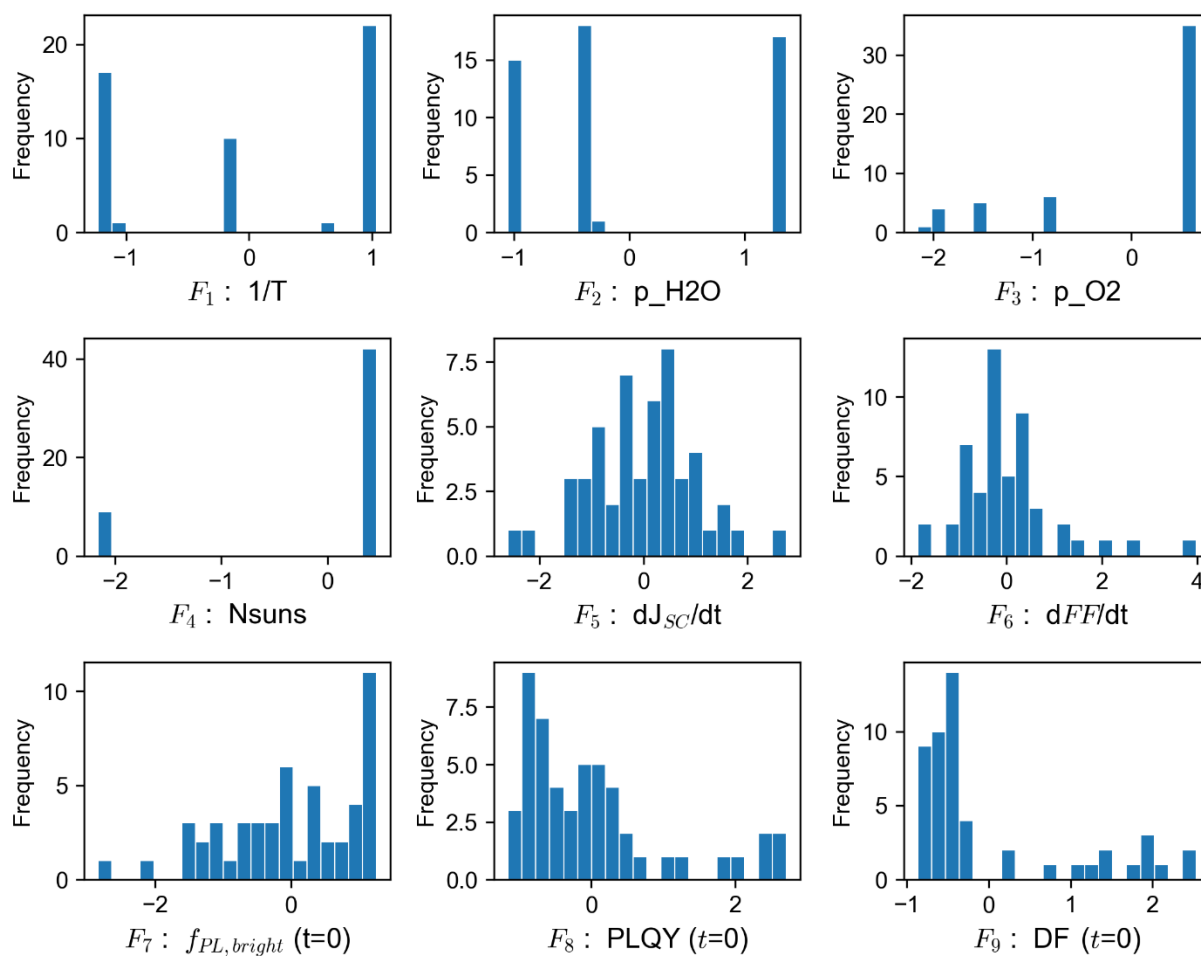 Frequency
20
10
0
−1 0 1
F₁ : 1/T
Frequency
15
10
5
0
−1 0 1
F₂ : p_H2O
Frequency
30
20
10
0
−2 −1 0
F₃ : p_O2
Frequency
40
20
0
−2 −1 0
F₄ : Nsuns
Frequency
7.5
5.0
2.5
0.0
−2 0 2
F₅ : dJ_SC/dt
Frequency
10
5
0
−2 0 2 4
F₆ : dFF/dt
Frequency
10
5
0
−2 0
F₇ : f_PL,bright (t=0)
Frequency
7.5
5.0
2.5
0.0
0 2
F₈ : PLQY (t=0)
Frequency
10
5
0
−1 0 1 2
F₉ : DF (t=0)